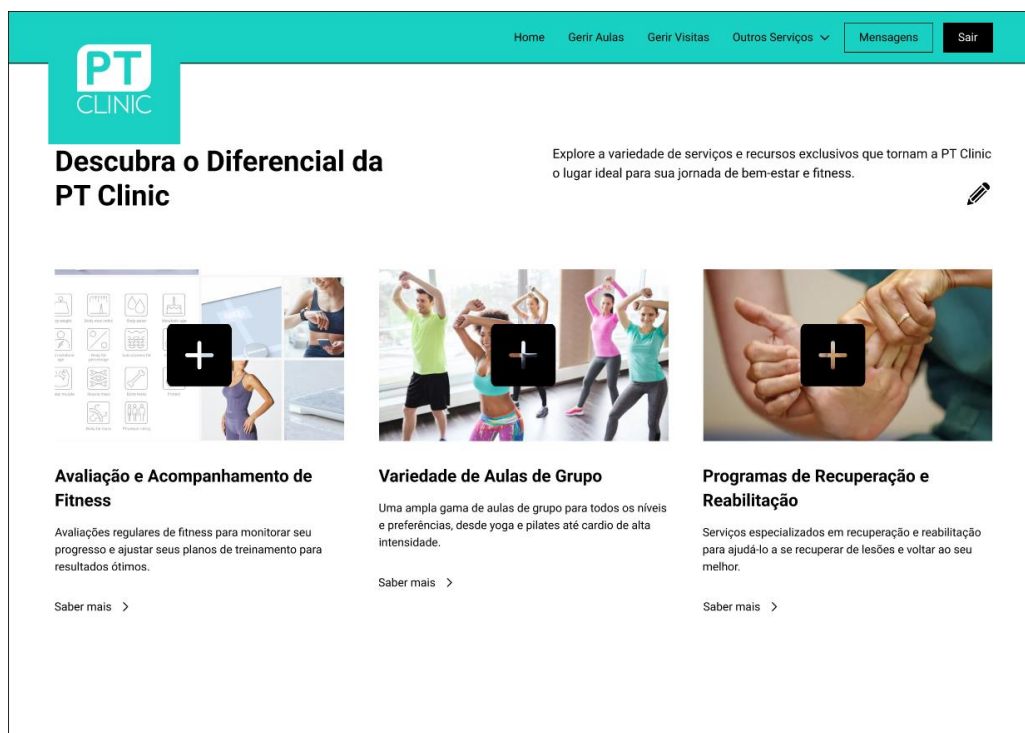 Home Gerir Aulas Gerir Visitas Outros Serviços Mensagens Sair
PT
CLINIC
Descubra o Diferencial da
PT Clinic
Explore a variedade de serviços e recursos exclusivos que tornam a PT Clinic
o lugar ideal para sua jornada de bem-estar e fitness.
Avaliação e Acompanhamento de
Fitness
Avaliações regulares de fitness para monitorar seu
progresso e ajustar seus planos de treinamento para
resultados ótimos.
Saber mais
Variedade de Aulas de Grupo
Uma ampla gama de aulas de grupo para todos os níveis
e preferências, desde yoga e pilates até cardio de alta
intensidade.
Saber mais
Programas de Recuperação e
Reabilitação
Serviços especializados em recuperação e reabilitação
para ajudá-lo a se recuperar de lesões e voltar ao seu
melhor.
Saber mais